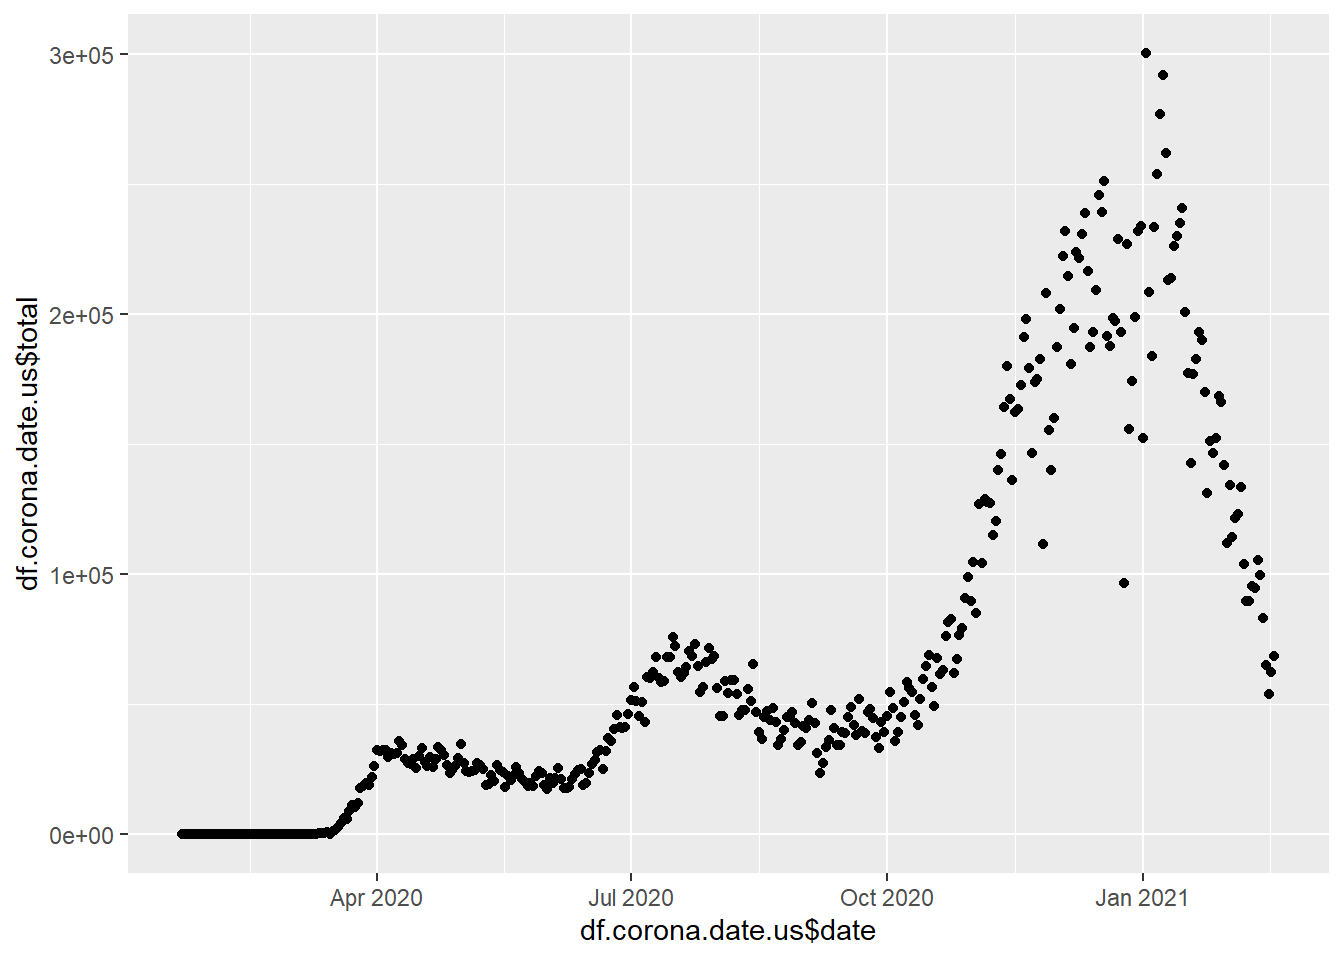 3e+05
2e+05
1e+05
0e+00
df.corona.date.us$total
Apr 2020
Jul 2020
Oct 2020
Jan 2021
df.corona.date.us$date